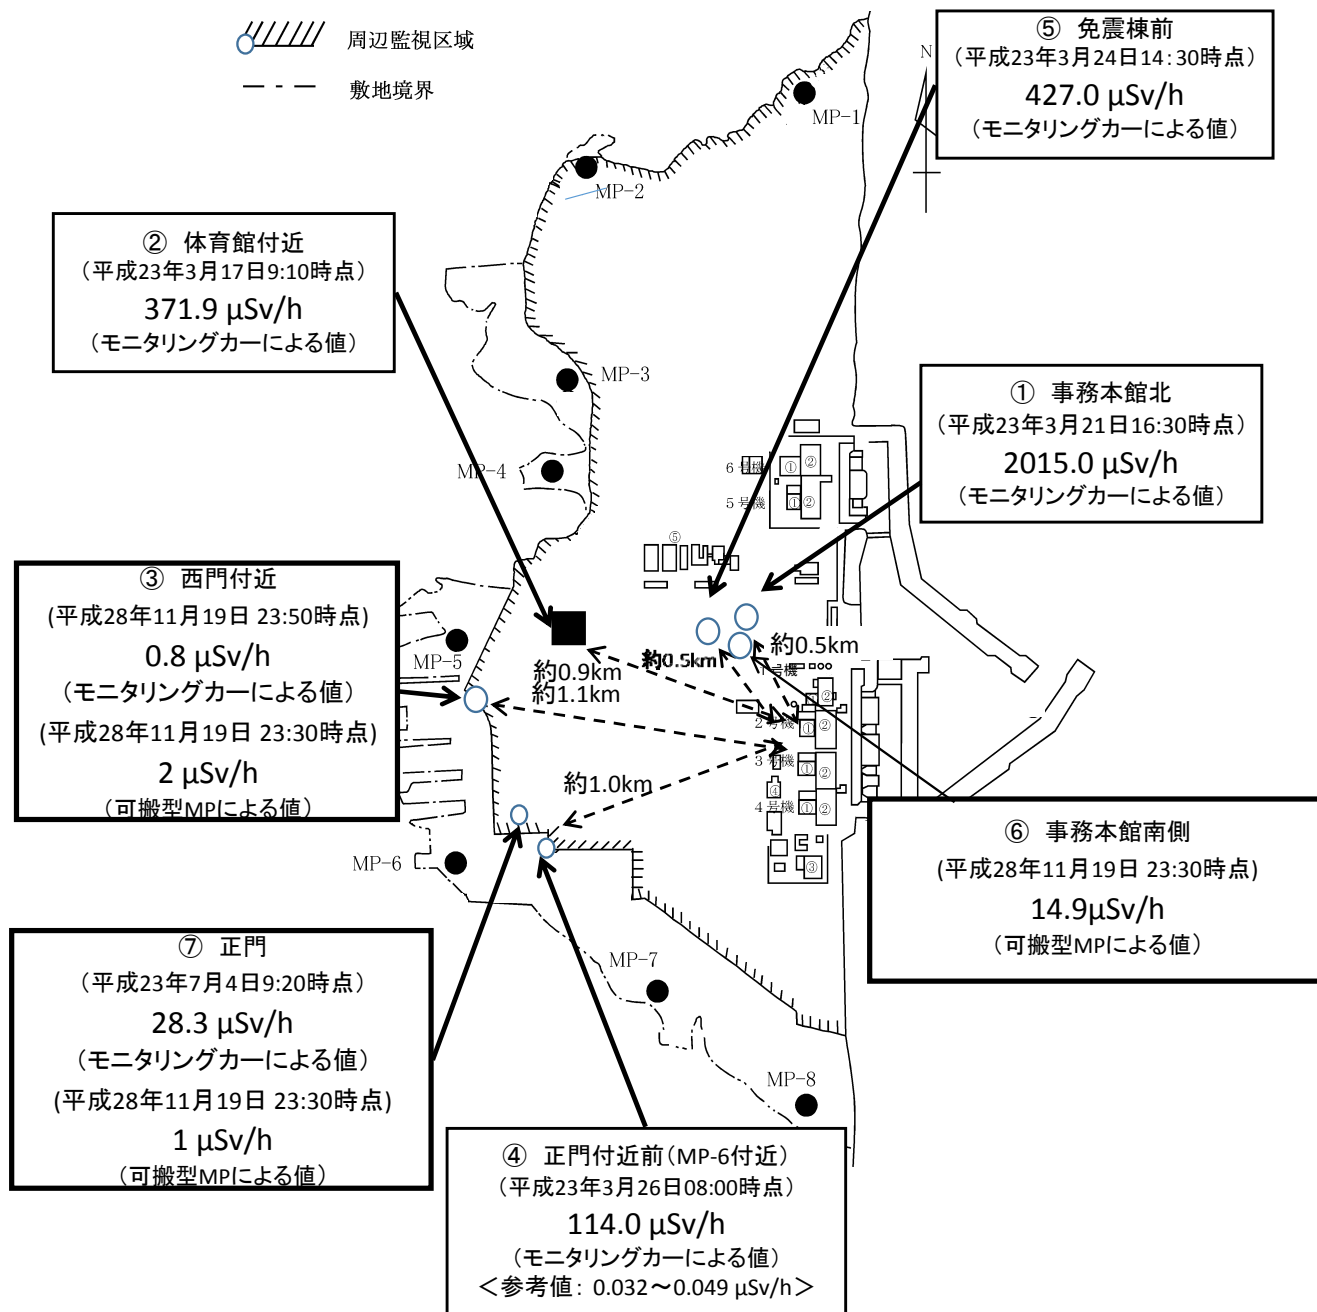 周辺監視区域
敷地境界
⑤ 免震棟前
（平成23年3月24日14:30時点）
427.0 μSv/h
（モニタリングカーによる値）
N
MP-1
MP-2
② 体育館付近
（平成23年3月17日9:10時点）
371.9 μSv/h
（モニタリングカーによる値）
MP-3
① 事務本館北
（平成23年3月21日16:30時点）
2015.0 μSv/h
（モニタリングカーによる値）
MP-4
6号機
①
②
5号機
①
②
⑤
③ 西門付近
(平成28年11月19日 23:50時点)
0.8 μSv/h
（モニタリングカーによる値）
(平成28年11月19日 23:30時点)
2 μSv/h
（可搬型MPによる値）
MP-5
約0.9km
約1.1km
約0.5km
約0.5km
1号機
②
2号機
①
②
3号機
①
②
④
4号機
①
②
③
約1.0km
MP-6
⑥ 事務本館南側
(平成28年11月19日 23:30時点)
14.9μSv/h
（可搬型MPによる値）
⑦ 正門
（平成23年7月4日9:20時点）
28.3 μSv/h
（モニタリングカーによる値）
(平成28年11月19日 23:30時点)
1 μSv/h
（可搬型MPによる値）
MP-7
MP-8
④ 正門付近前（MP-6付近）
（平成23年3月26日08:00時点）
114.0 μSv/h
（モニタリングカーによる値）
＜参考値: 0.032～0.049 μSv/h＞